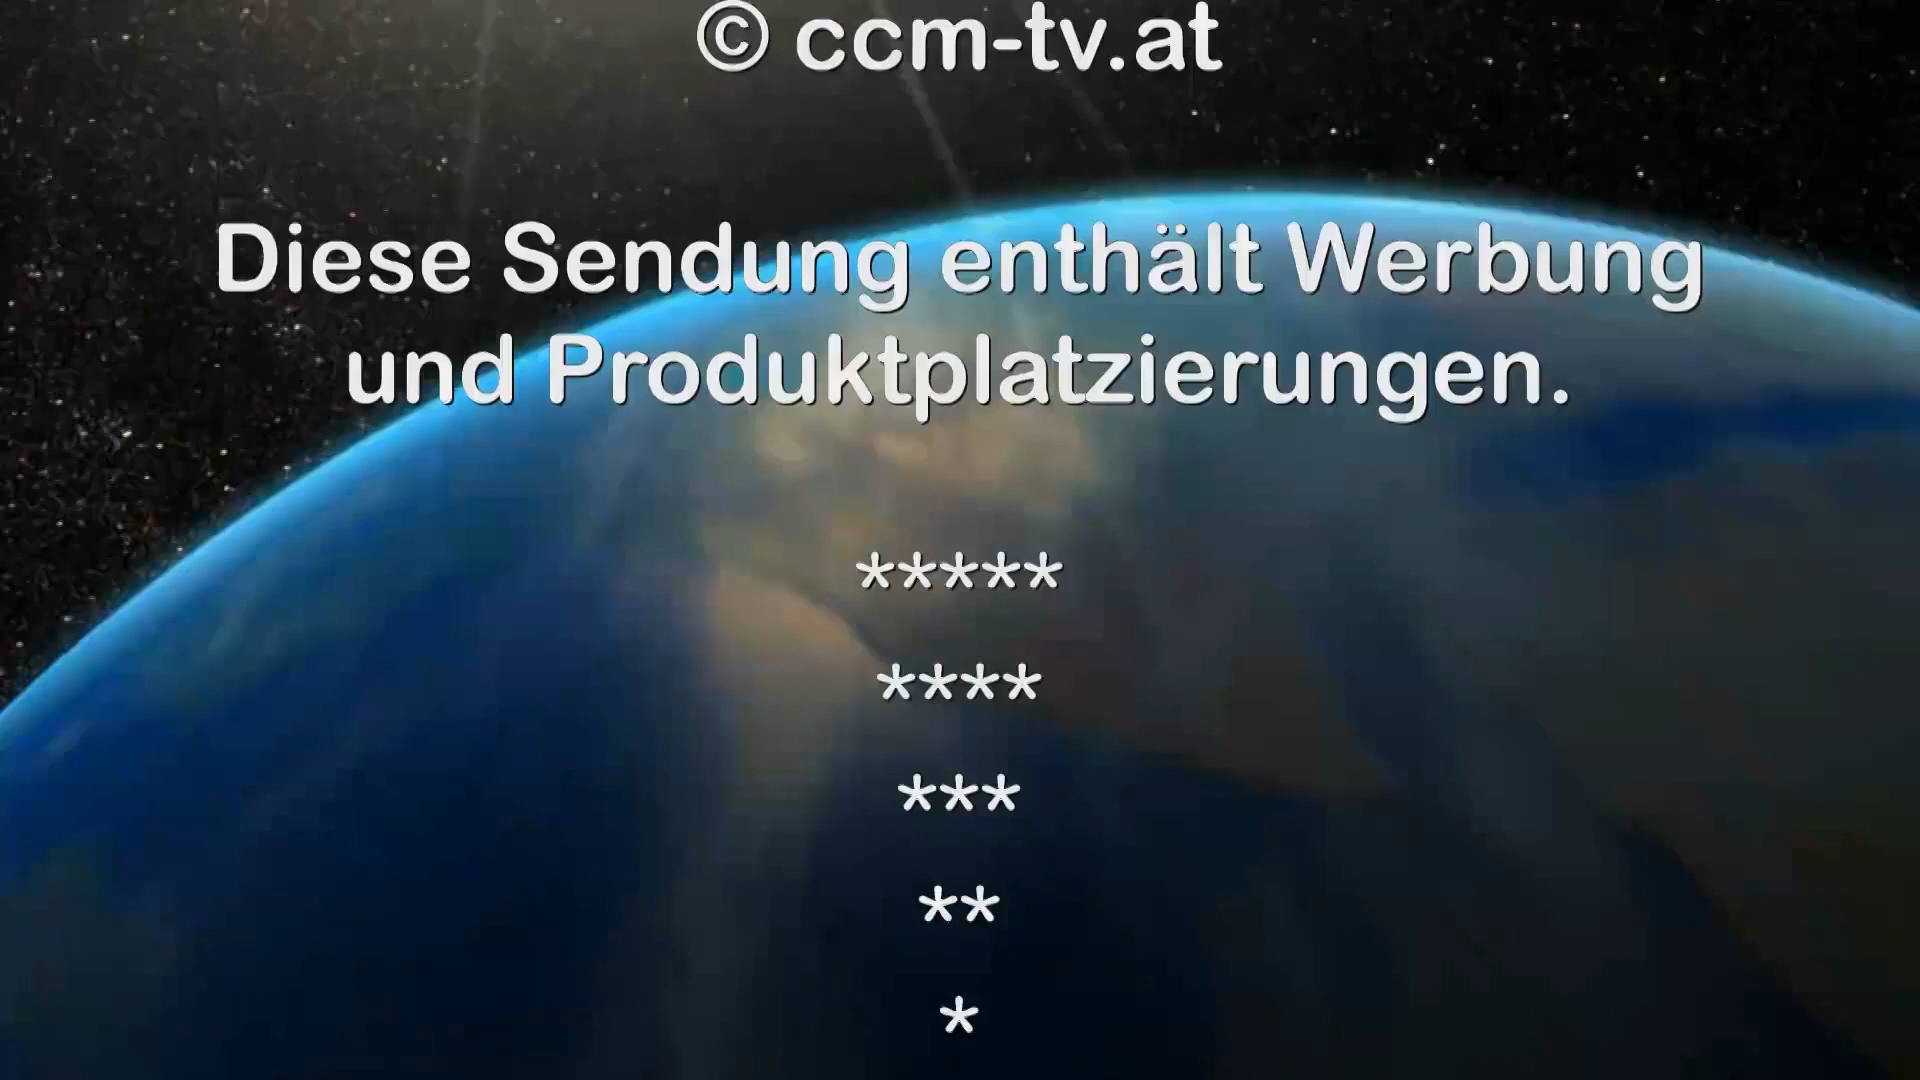 © ccm-tv.at
Diese Sendung enthält Werbung
und Produktplatzierungen.
*****
****
***
**
*